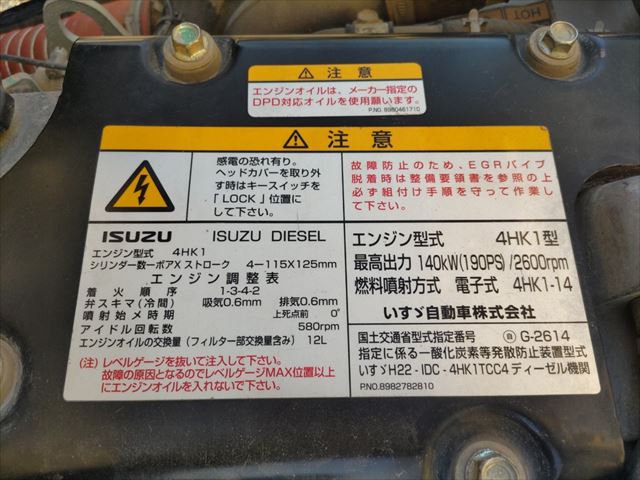 HOT
注意
エンジンオイルは、メーカー指定の
DPD対応オイルを使用願います。
P.NO. 8980461710
注意
感電の恐れ有り。
ヘッドカバーを取り外
す時はキースイッチを
「LOCK」位置に
して下さい。
故障防止のため、EGRパイプ
脱着時は整備要領書を参照の上
必ず組付け手順を守って作業し
て下さい。
ISUZU ISUZU DIESEL
エンジン型式 4HK1
シリンダー数ーボアX ストローク 4ー115X125mm
エンジン調整表
着火順序 1-3-4-2
弁スキマ(冷間) 吸気0.6mm 排気0.6mm
噴射始メ時期 上死点前 0°
アイドル回転数 580rpm
エンジンオイルの交換量(フィルター部交換量含み) 12L
(注) レベルゲージを抜いて注入して下さい。
故障の原因となるのでレベルゲージMAX位置以上
にエンジンオイルを入れないで下さい。
エンジン型式 4HK1型
最高出力 140kW(190PS)/2600rpm
燃料噴射方式 電子式 4HK1-14
いすゞ自動車株式会社
国土交通省型式指定番号 G-2614
指定に係る一酸化炭素等発散防止装置型式
いすゞH22-IDC-4HK1TCC4 ディーゼル機関
P.NO. 8982782810